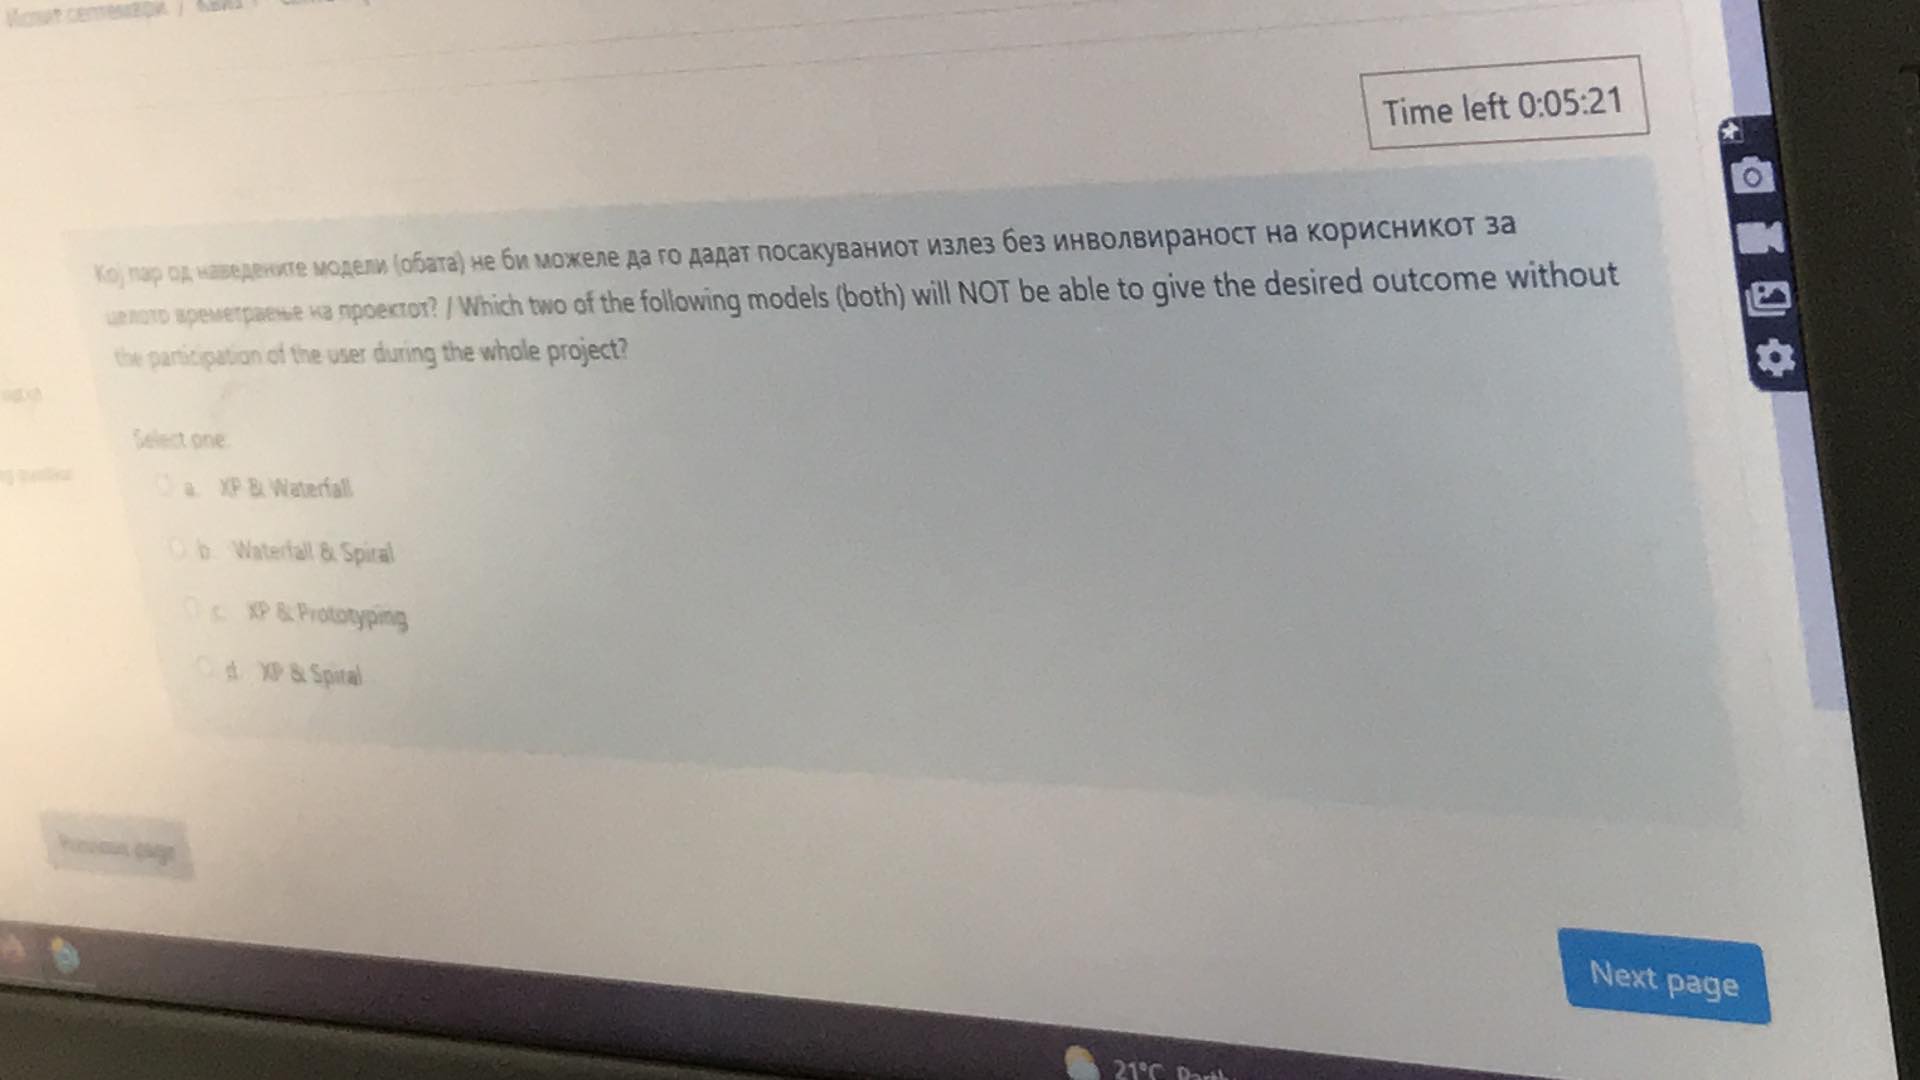 Испит септември / Квиз /
Time left 0:05:21
Кој пар од наведените модели (обата) не би можеле да го дадат посакуваниот излез без инволвираност на корисникот за
целото времетраење на проектот? / Which two of the following models (both) will NOT be able to give the desired outcome without
the participation of the user during the whole project?
Select one:
a. XP & Waterfall
b. Waterfall & Spiral
c. XP & Prototyping
d. XP & Spiral
Previous page
Next page
21°C